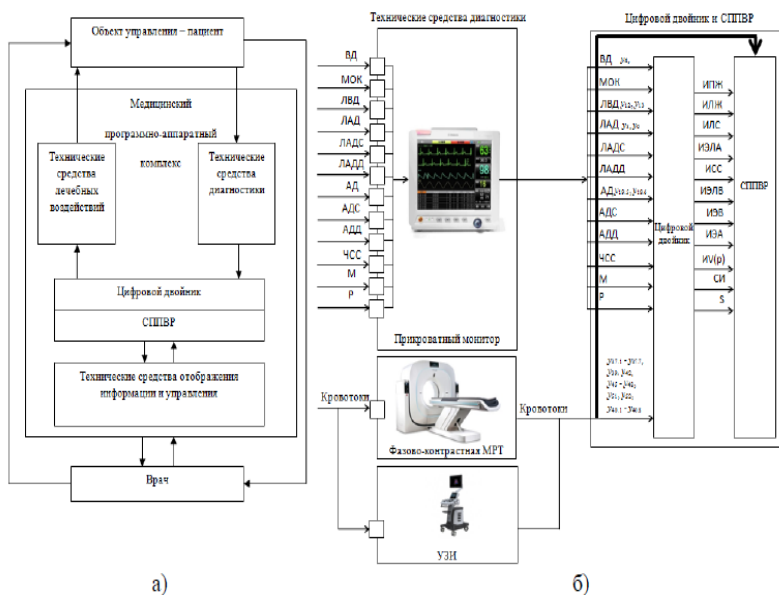 Объект управления – пациент
Медицинский
программно-аппаратный
комплекс
Технические
средства
лечебных
воздействий
Технические
средства
диагностики
Цифровой двойник
СППВР
Технические средства отображения
информации и управления
Врач
а)
Технические средства диагностики
ВД
МОК
ЛВД
ЛАД
ЛАДС
ЛАДД
АД
АДС
АДД
ЧСС
М
Р
Прикроватный монитор
Кровотоки
Фазово-контрастная МРТ
УЗИ
Кровотоки
Цифровой двойник и СППВР
ВД
МОК
ЛВД
ЛАД
ЛАДС
ЛАДД
АД
АДС
АДД
ЧСС
М
Р
Цифровой
двойник
ИПЖ
ИЛЖ
ИЛС
ИЭЛА
ИСС
ИЭЛВ
ИЭВ
ИЭА
ИV(р)
СИ
S
СППВР
б)